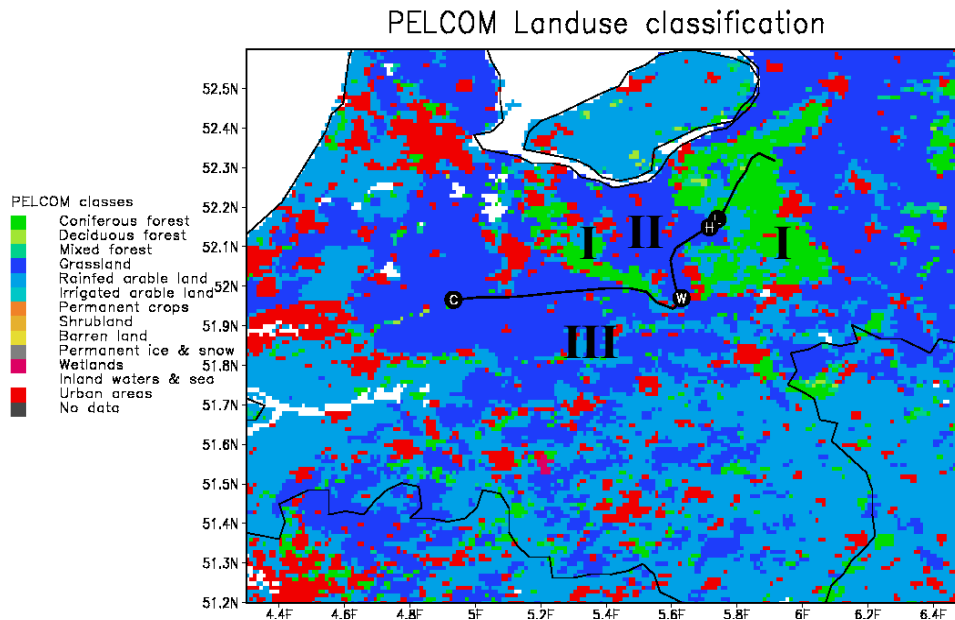 PELCOM Landuse classification
PELCOM classes
Coniferous forest
Deciduous forest
Mixed forest
Grassland
Rainfed arable land
Irrigated arable land
Permanent crops
Shrubland
Barren land
Permanent ice & snow
Wetlands
Inland waters & sea
Urban areas
No data
52.5N
52.4N
52.3N
52.2N
52.1N
52N
51.9N
51.8N
51.7N
51.6N
51.5N
51.4N
51.3N
51.2N
I
II
I
III
C
H
L
W
4.4E 4.6E 4.8E 5E 5.2E 5.4E 5.6E 5.8E 6E 6.2E 6.4E